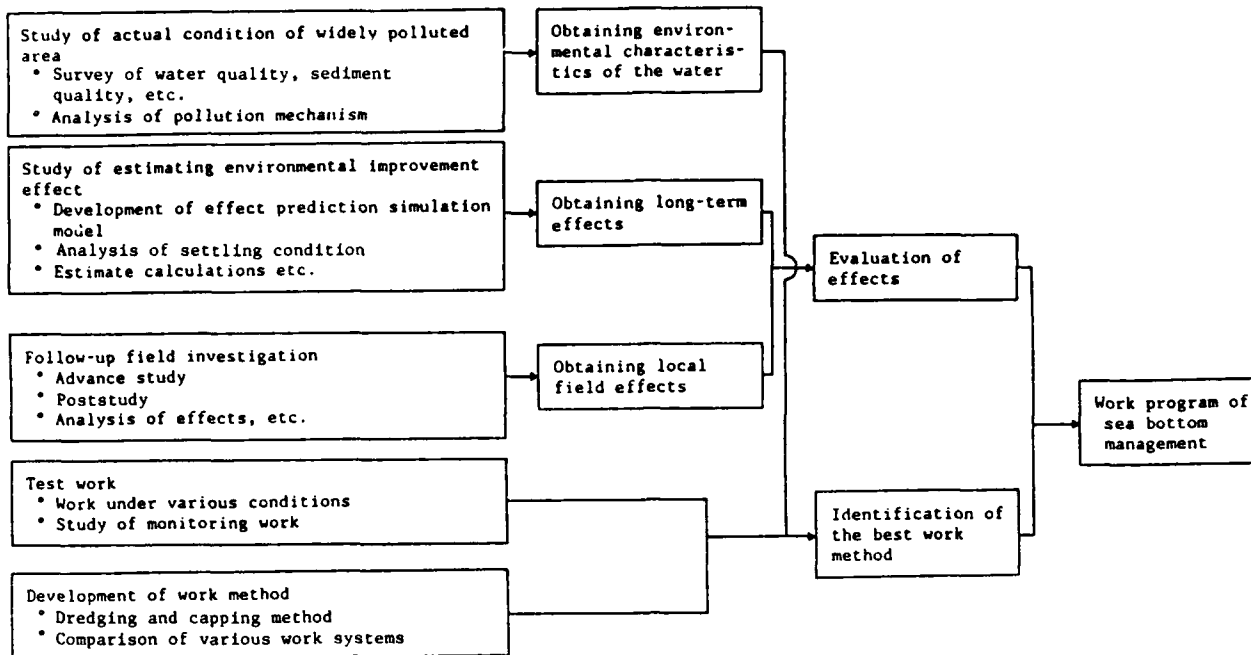 Study of actual condition of widely polluted
area
• Survey of water quality, sediment
quality, etc.
• Analysis of pollution mechanism
Obtaining environ-
mental characteris-
tics of the water
Study of estimating environmental improvement
effect
• Development of effect prediction simulation
model
• Analysis of settling condition
• Estimate calculations etc.
Obtaining long-term
effects
Evaluation of
effects
Follow-up field investigation
• Advance study
• Poststudy
• Analysis of effects, etc.
Obtaining local
field effects
Work program of
sea bottom
management
Test work
• Work under various conditions
• Study of monitoring work
Identification of
the best work
method
Development of work method
• Dredging and capping method
• Comparison of various work systems